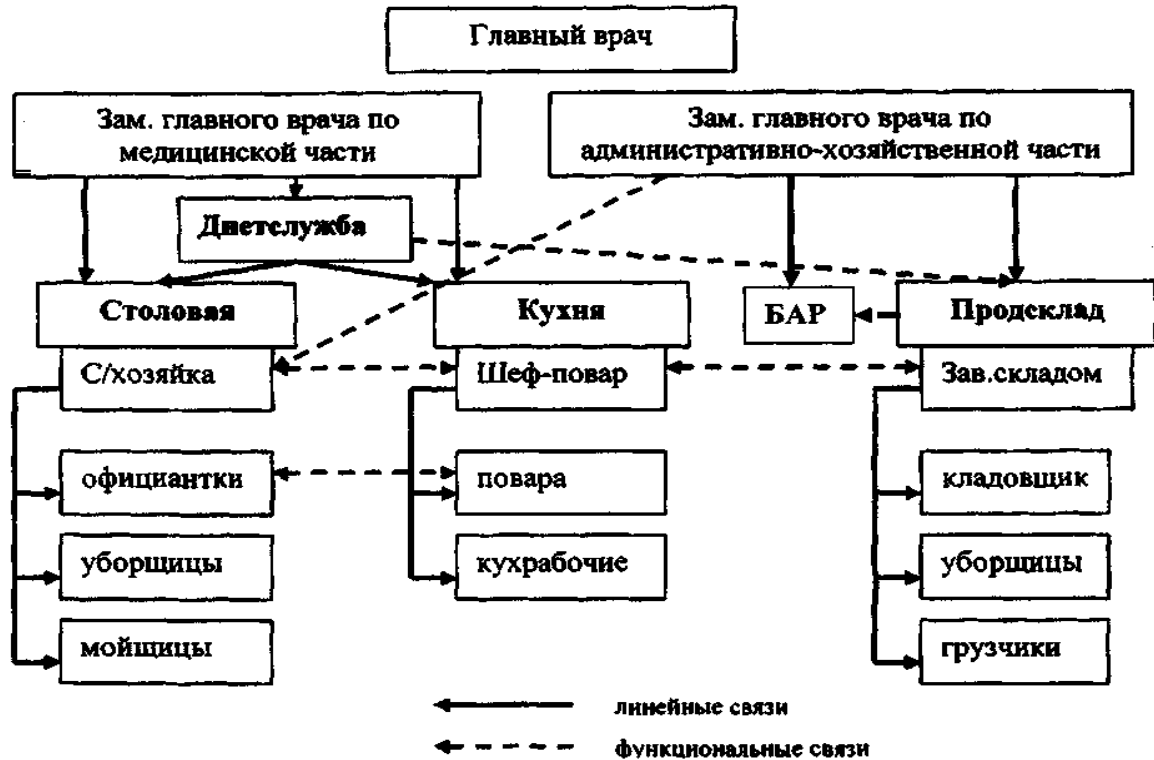 Главный врач
Зам. главного врача по
медицинской части
Зам. главного врача по
административно-хозяйственной части
Диетслужба
Столовая
Кухня
БАР
Продсклад
С/хозяйка
Шеф-повар
Зав.складом
официантки
повара
кладовщик
уборщицы
кухрабочие
уборщицы
мойщицы
грузчики
линейные связи
функциональные связи